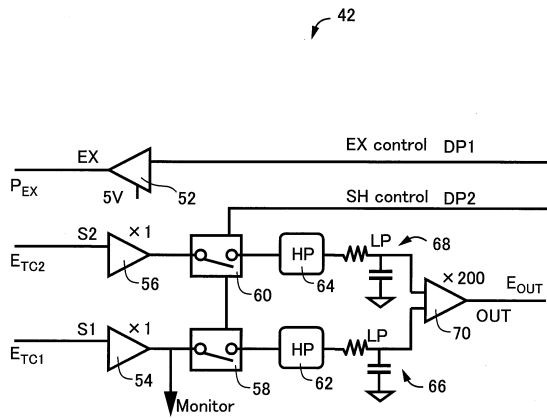 42
EX control DP1
EX
P_EX
5V
52
SH control DP2
S2 × 1
E_TC2
56
60
HP
64
LP
68
× 200
E_OUT
OUT
70
S1 × 1
E_TC1
54
58
HP
62
LP
66
Monitor